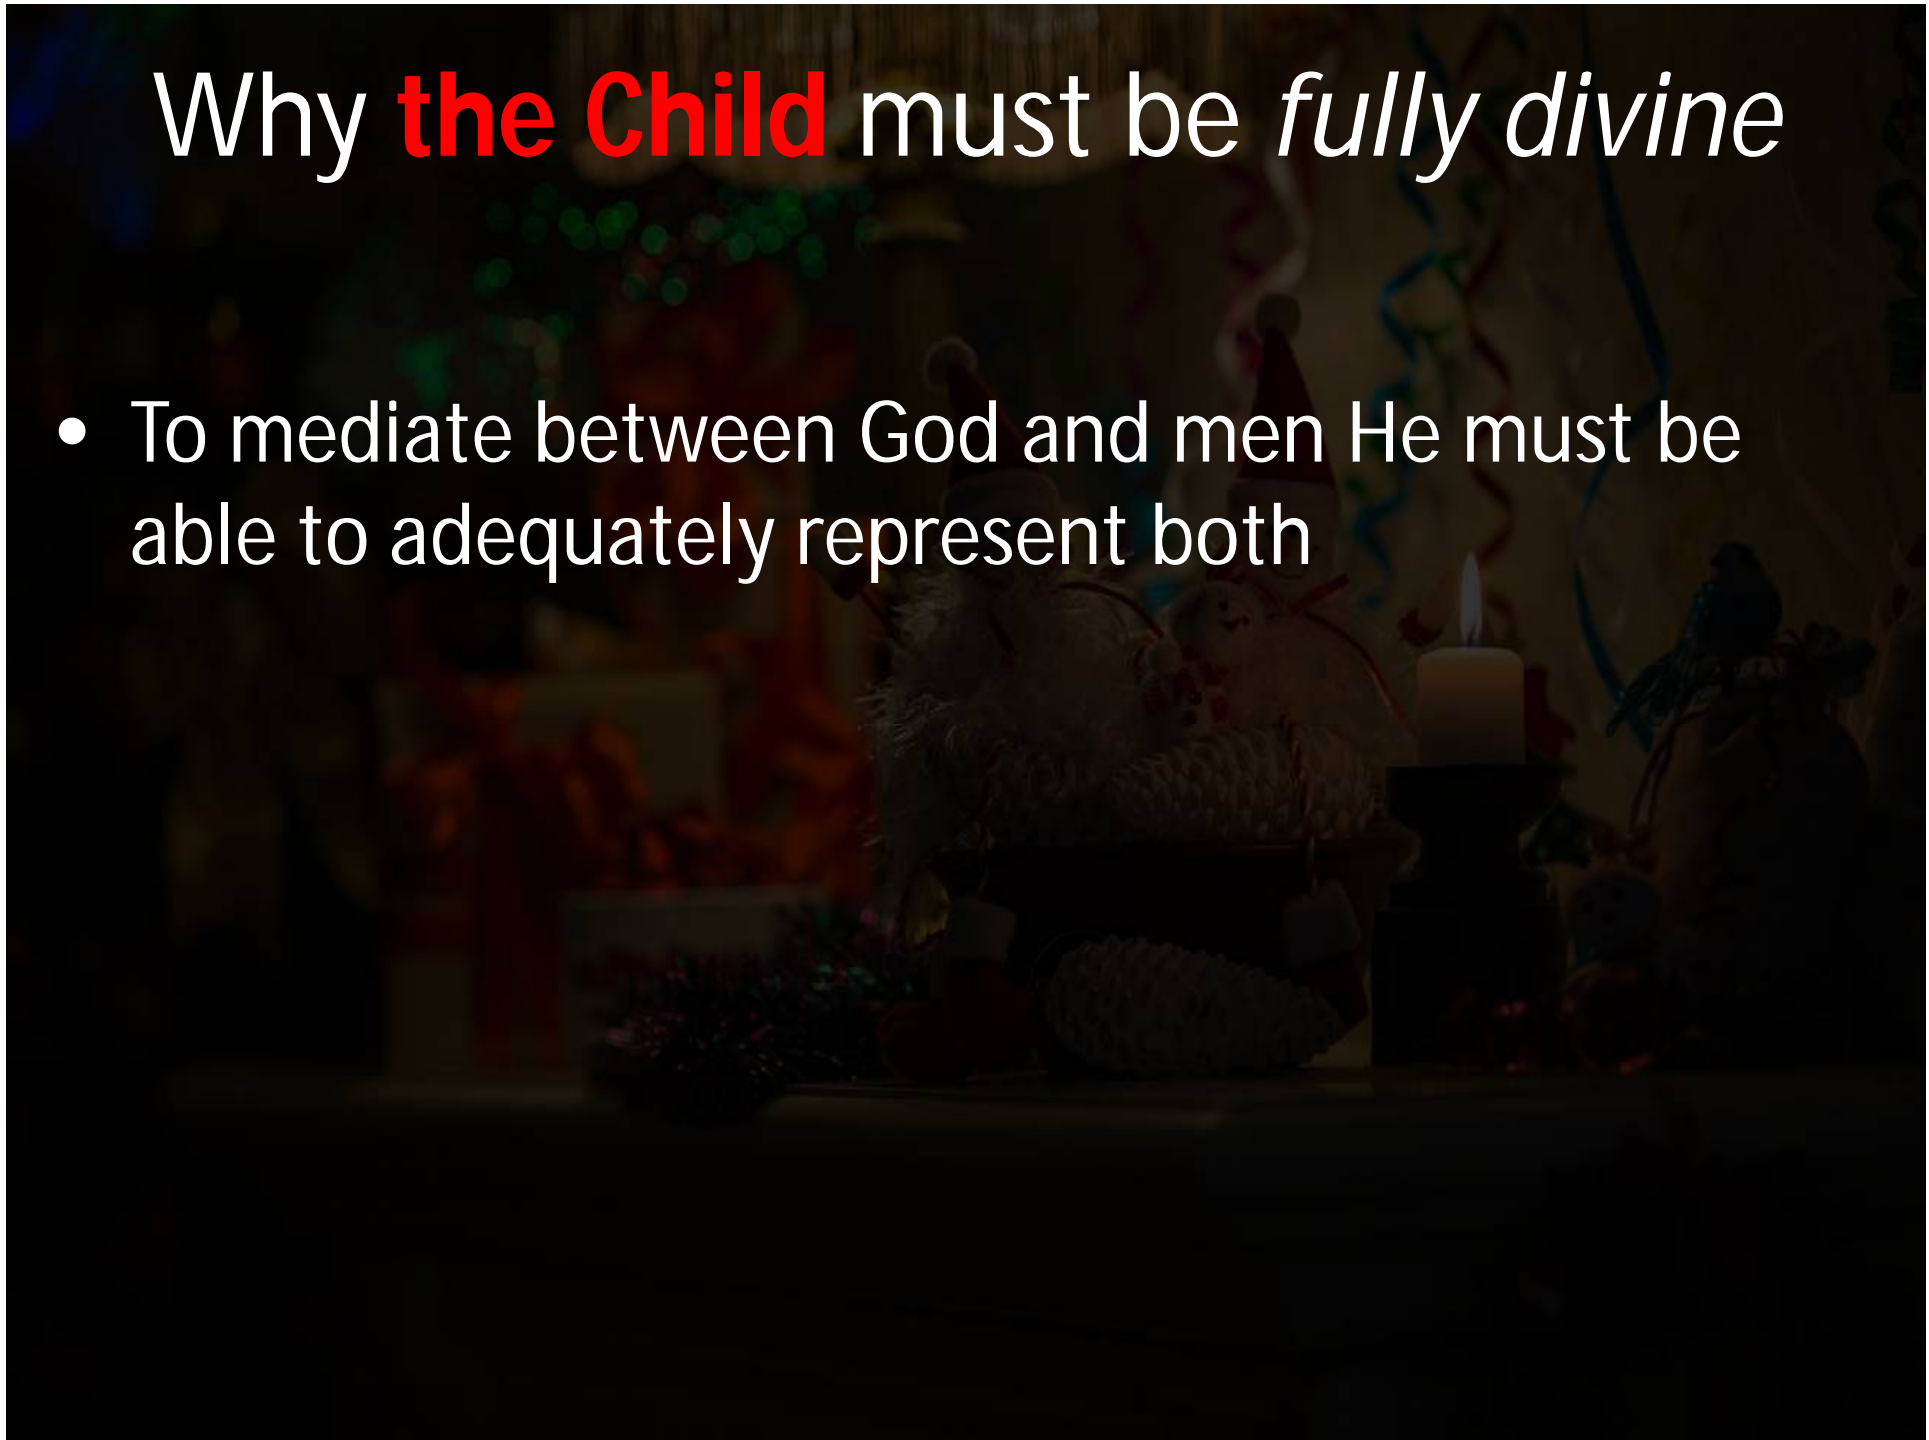 Why the Child must be fully divine
• To mediate between God and men He must be
able to adequately represent both